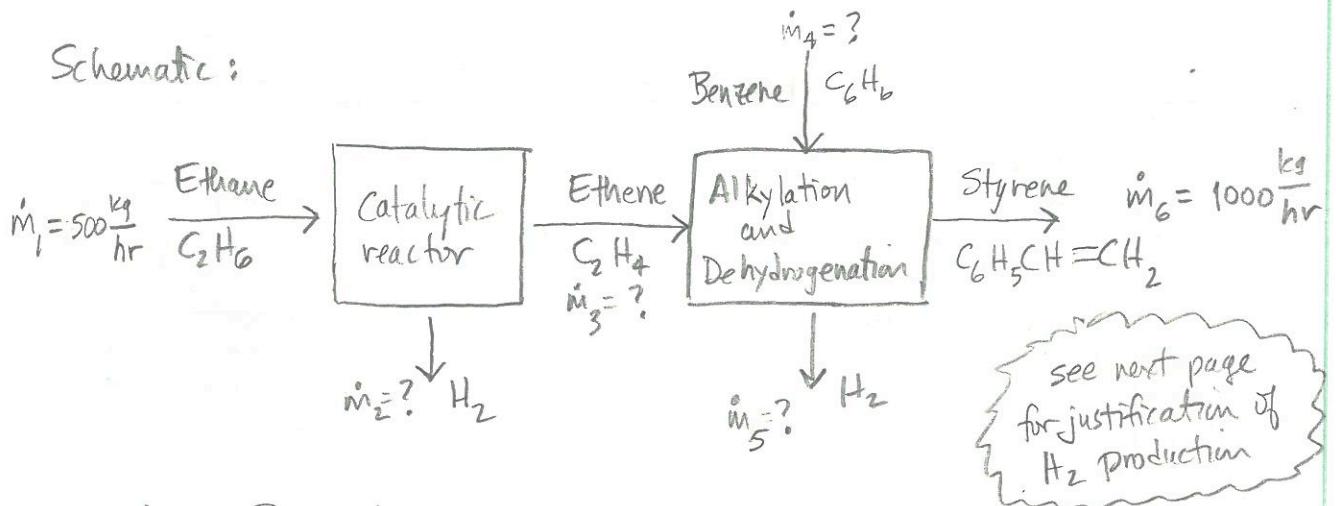 Schematic:
ṁ₄ = ?
Benzene C₆H₆
ṁ₁ = 500 kg/hr
Ethane
C₂H₆
Catalytic
reactor
Ethene
C₂H₄
ṁ₃ = ?
Alkylation
and
Dehydrogenation
Styrene
C₆H₅CH=CH₂
ṁ₆ = 1000 kg/hr
ṁ₂ = ? H₂
ṁ₅ = ? H₂
see next page
for justification of
H₂ production